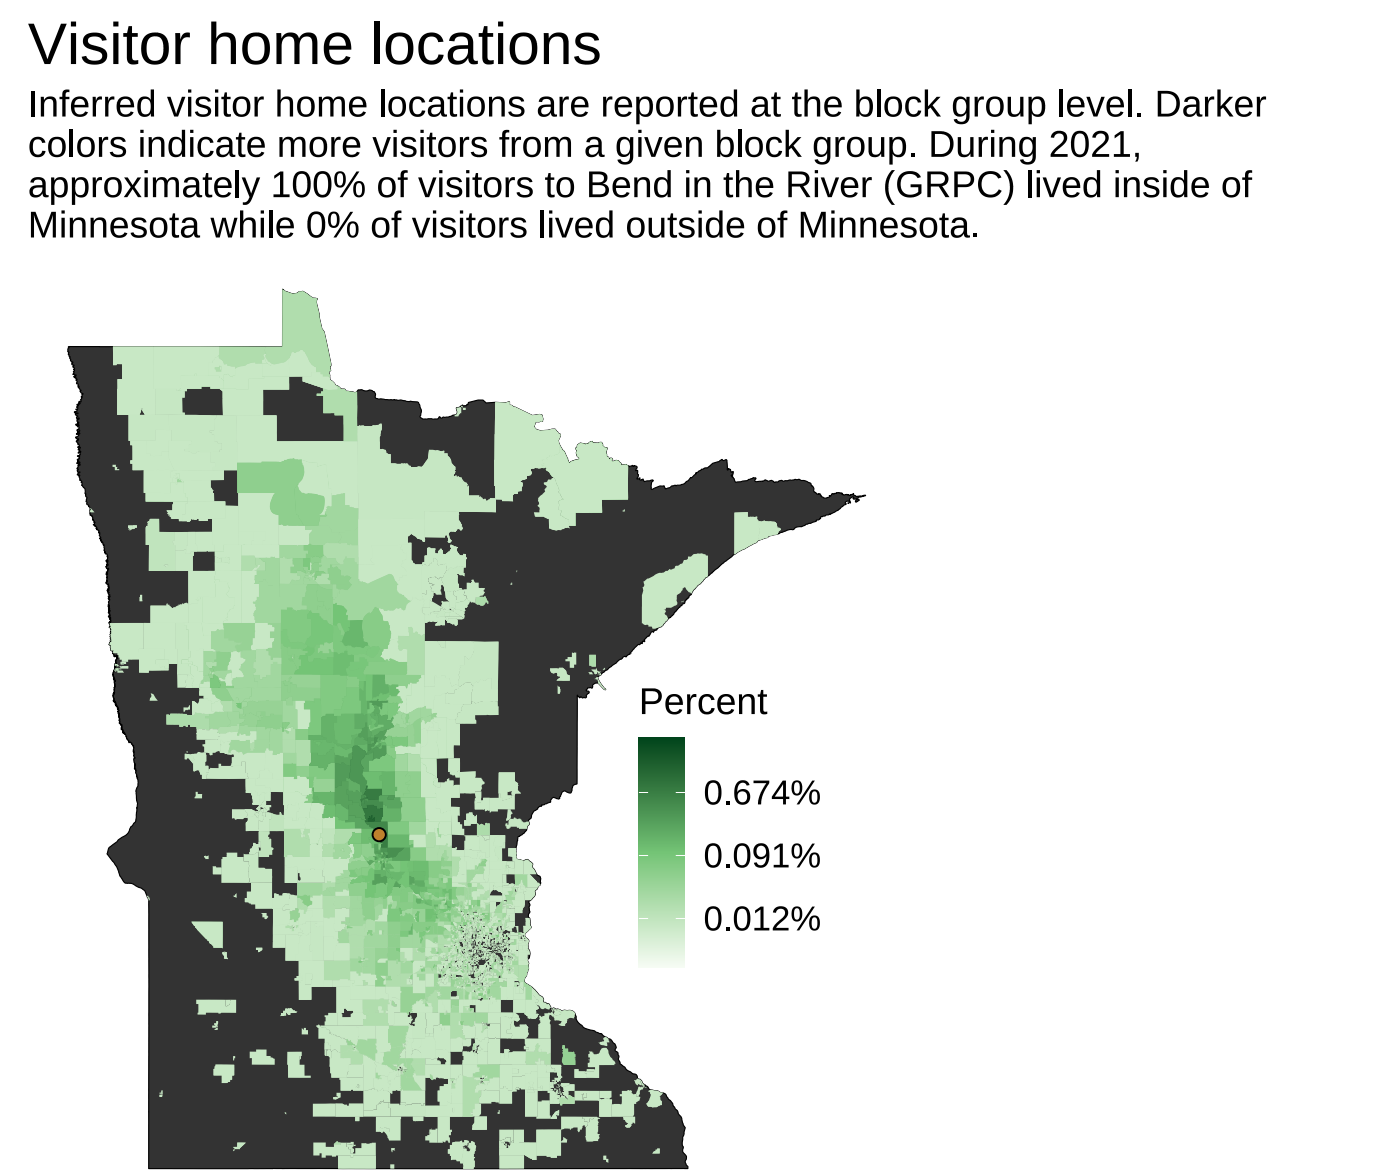 Visitor home locations
Inferred visitor home locations are reported at the block group level. Darker
colors indicate more visitors from a given block group. During 2021,
approximately 100% of visitors to Bend in the River (GRPC) lived inside of
Minnesota while 0% of visitors lived outside of Minnesota.
Percent
0.674%
0.091%
0.012%